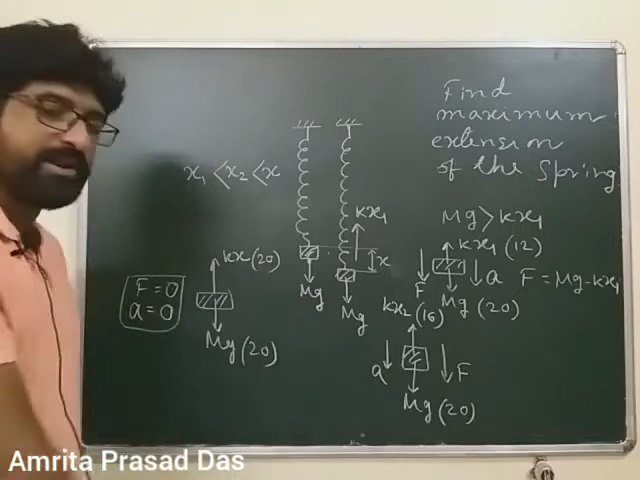 Find
maximum
extension
of the Spring
x₁ < x₂ < x
Mg > kx₁
kx₁
kx₁ (12)
a
F = Mg - kx₁
F
Mg (20)
x
Mg
Mg
kx (20)
F = 0
a = 0
Mg (20)
kx₂ (16)
a
F
Mg (20)
Amrita Prasad Das